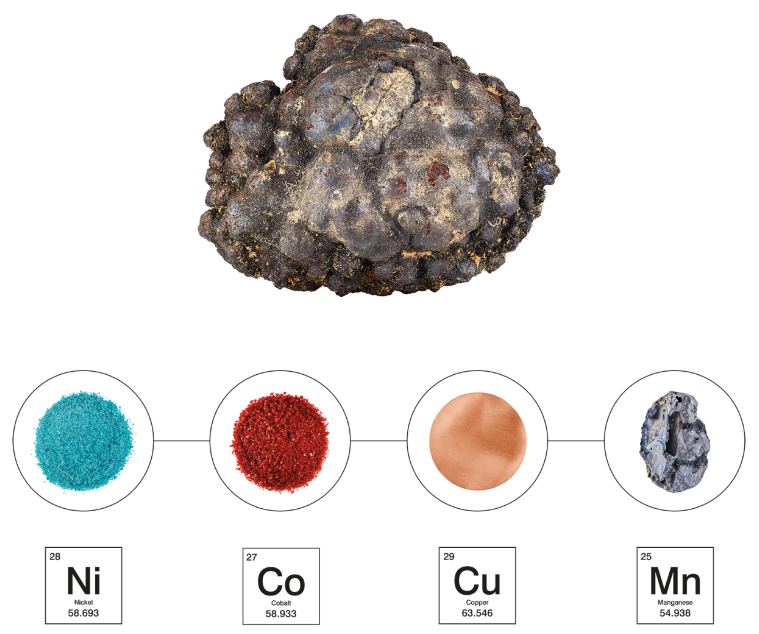 28
Ni
Nickel
58.693
27
Co
Cobalt
58.933
29
Cu
Copper
63.546
25
Mn
Manganese
54.938